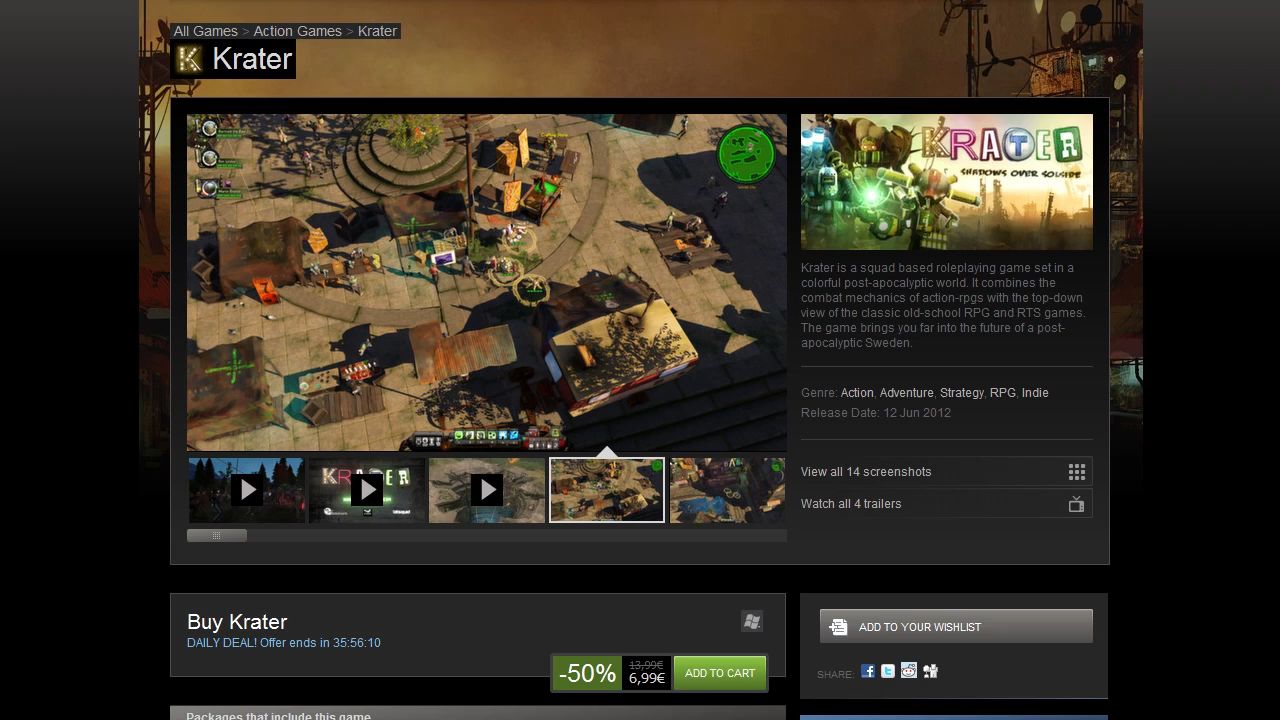 All Games > Action Games > Krater
Krater
KRATER
SHADOWS OVER SOLSIDE
Krater is a squad based roleplaying game set in a
colorful post-apocalyptic world. It combines the
combat mechanics of action-rpgs with the top-down
view of the classic old-school RPG and RTS games.
The game brings you far into the future of a post-
apocalyptic Sweden.
Genre: Action, Adventure, Strategy, RPG, Indie
Release Date: 12 Jun 2012
View all 14 screenshots
Watch all 4 trailers
KRATER
Buy Krater
DAILY DEAL! Offer ends in 35:56:10
-50%
13,99€
6,99€
ADD TO CART
ADD TO YOUR WISHLIST
SHARE:
Packages that include this game